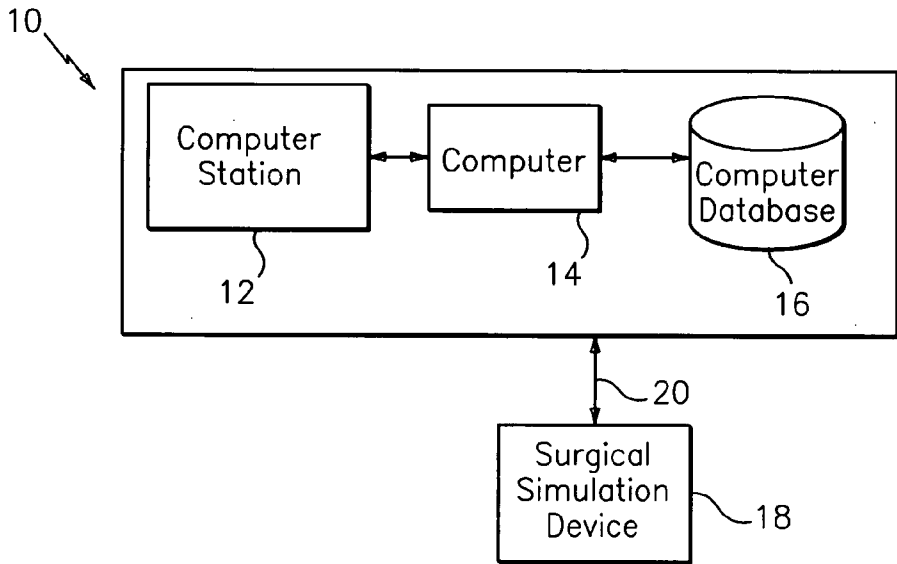 10
Computer
Station
Computer
Computer
Database
12
14
16
20
Surgical
Simulation
Device
18